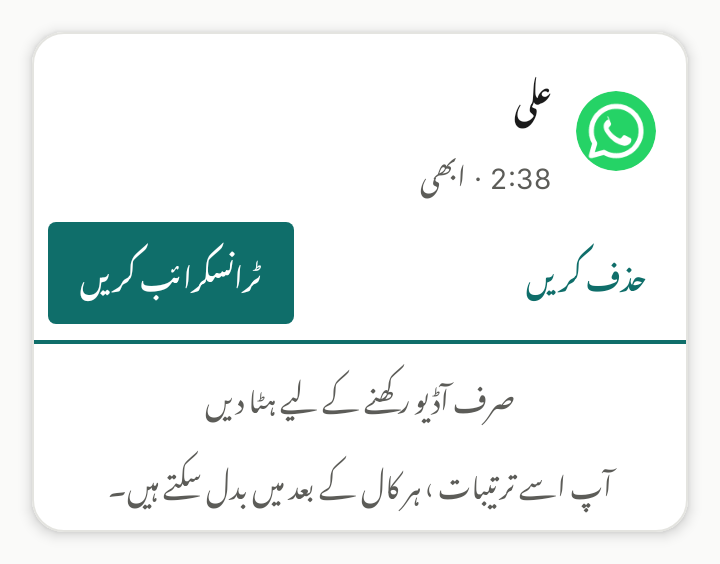 علی
2:38 · ابھی
حذف کریں
ٹرانسکرائب کریں
صرف آڈیو رکھنے کے لیے ہٹا دیں
آپ اسے ترتیبات، ہر کال کے بعد میں بدل سکتے ہیں۔